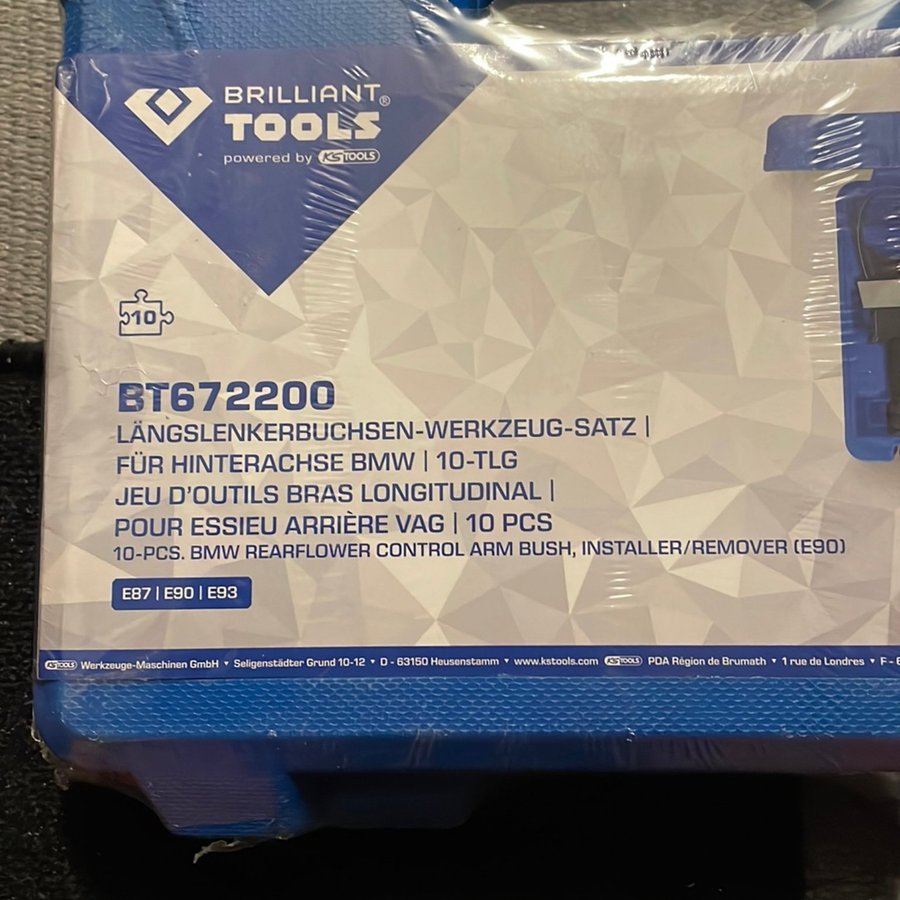 BRILLIANT®
TOOLS
powered by KS TOOLS
10
BT672200
LÄNGSLENKERBUCHSEN-WERKZEUG-SATZ |
FÜR HINTERACHSE BMW | 10-TLG
JEU D'OUTILS BRAS LONGITUDINAL |
POUR ESSIEU ARRIÈRE VAG | 10 PCS
10-PCS. BMW REARFLOWER CONTROL ARM BUSH, INSTALLER/REMOVER (E90)
E87 | E90 | E93
KS TOOLS Werkzeuge-Maschinen GmbH ▾ Seligenstädter Grund 10-12 ▾ D - 63150 Heusenstamm ▾ www.kstools.com KS TOOLS PDA Région de Brumath ▾ 1 rue de Londres ▾ F - 6